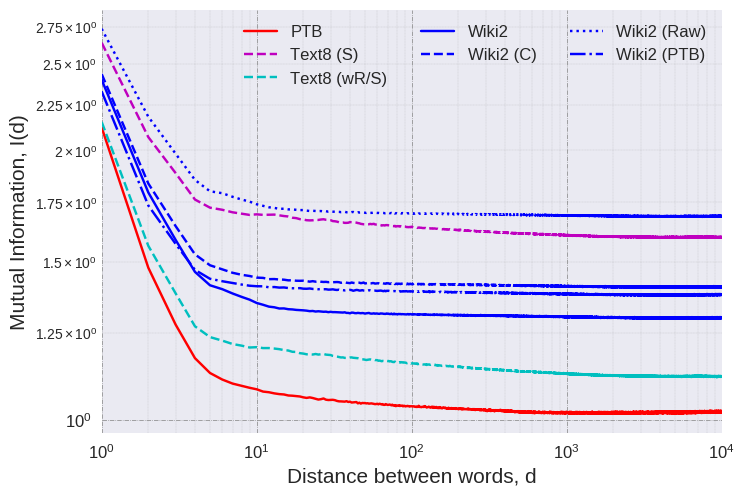 Mutual Information, I(d)
2.75 × 10⁰
2.5 × 10⁰
2.25 × 10⁰
2 × 10⁰
1.75 × 10⁰
1.5 × 10⁰
1.25 × 10⁰
10⁰
PTB
Text8 (S)
Text8 (wR/S)
Wiki2
Wiki2 (C)
Wiki2 (Raw)
Wiki2 (PTB)
10⁰ 10¹ 10² 10³ 10⁴
Distance between words, d